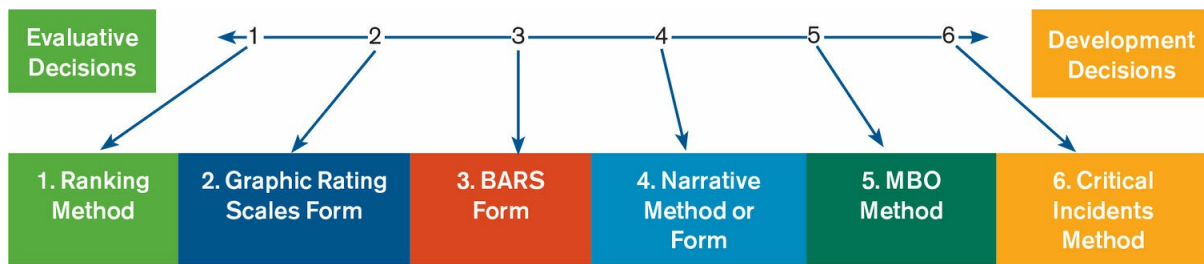 Evaluative
Decisions
1
2
3
4
5
6
Development
Decisions
1. Ranking
Method
2. Graphic Rating
Scales Form
3. BARS
Form
4. Narrative
Method or
Form
5. MBO
Method
6. Critical
Incidents
Method